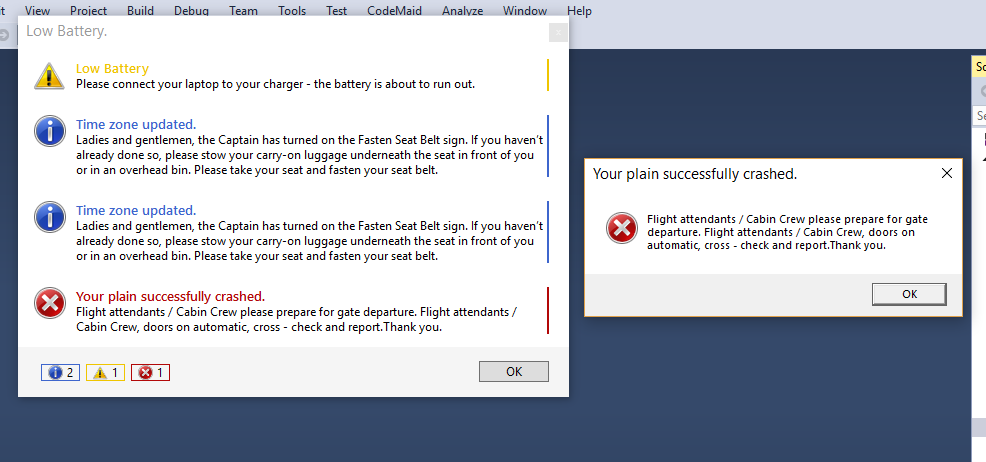 it View Project Build Debug Team Tools Test CodeMaid Analyze Window Help
Low Battery.
x
Low Battery
Please connect your laptop to your charger - the battery is about to run out.
Time zone updated.
Ladies and gentlemen, the Captain has turned on the Fasten Seat Belt sign. If you haven't
already done so, please stow your carry-on luggage underneath the seat in front of you
or in an overhead bin. Please take your seat and fasten your seat belt.
Time zone updated.
Ladies and gentlemen, the Captain has turned on the Fasten Seat Belt sign. If you haven't
already done so, please stow your carry-on luggage underneath the seat in front of you
or in an overhead bin. Please take your seat and fasten your seat belt.
Your plain successfully crashed.
Flight attendants / Cabin Crew please prepare for gate departure. Flight attendants /
Cabin Crew, doors on automatic, cross - check and report.Thank you.
2 1 1
OK
Your plain successfully crashed.
Flight attendants / Cabin Crew please prepare for gate
departure. Flight attendants / Cabin Crew, doors on
automatic, cross - check and report.Thank you.
OK
So
Se